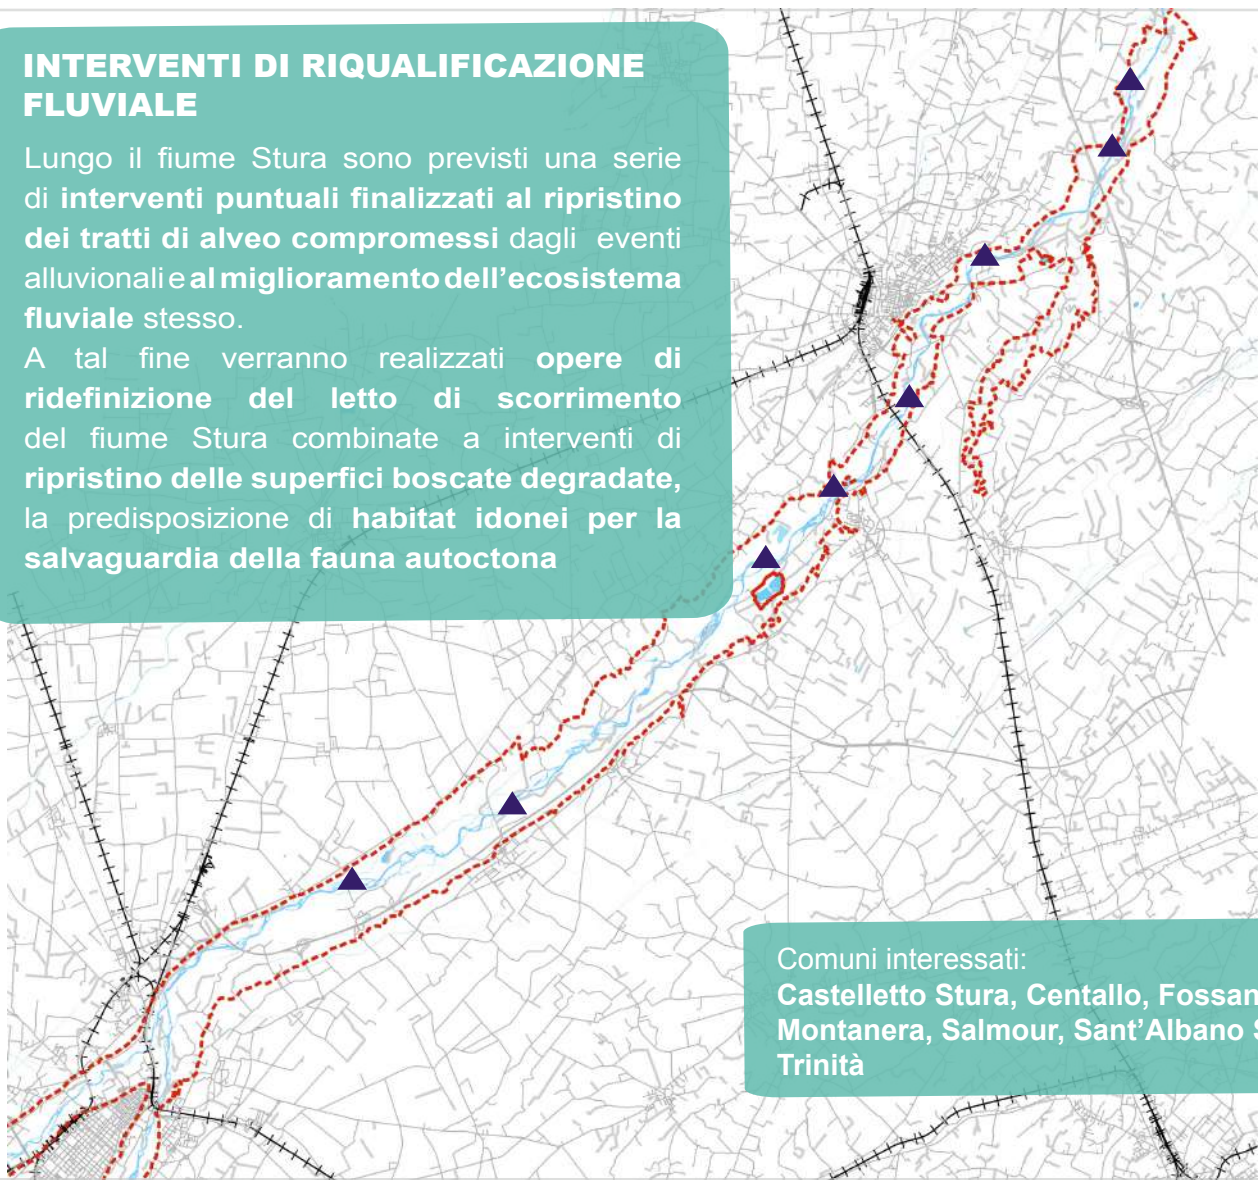 INTERVENTI DI RIQUALIFICAZIONE
FLUVIALE
Lungo il fiume Stura sono previsti una serie
di interventi puntuali finalizzati al ripristino
dei tratti di alveo compromessi dagli eventi
alluvionali e al miglioramento dell'ecosistema
fluviale stesso.
A tal fine verranno realizzati opere di
ridefinizione del letto di scorrimento
del fiume Stura combinate a interventi di
ripristino delle superfici boscate degradate,
la predisposizione di habitat idonei per la
salvaguardia della fauna autoctona
Comuni interessati:
Castelletto Stura, Centallo, Fossan
Montanera, Salmour, Sant'Albano S
Trinità